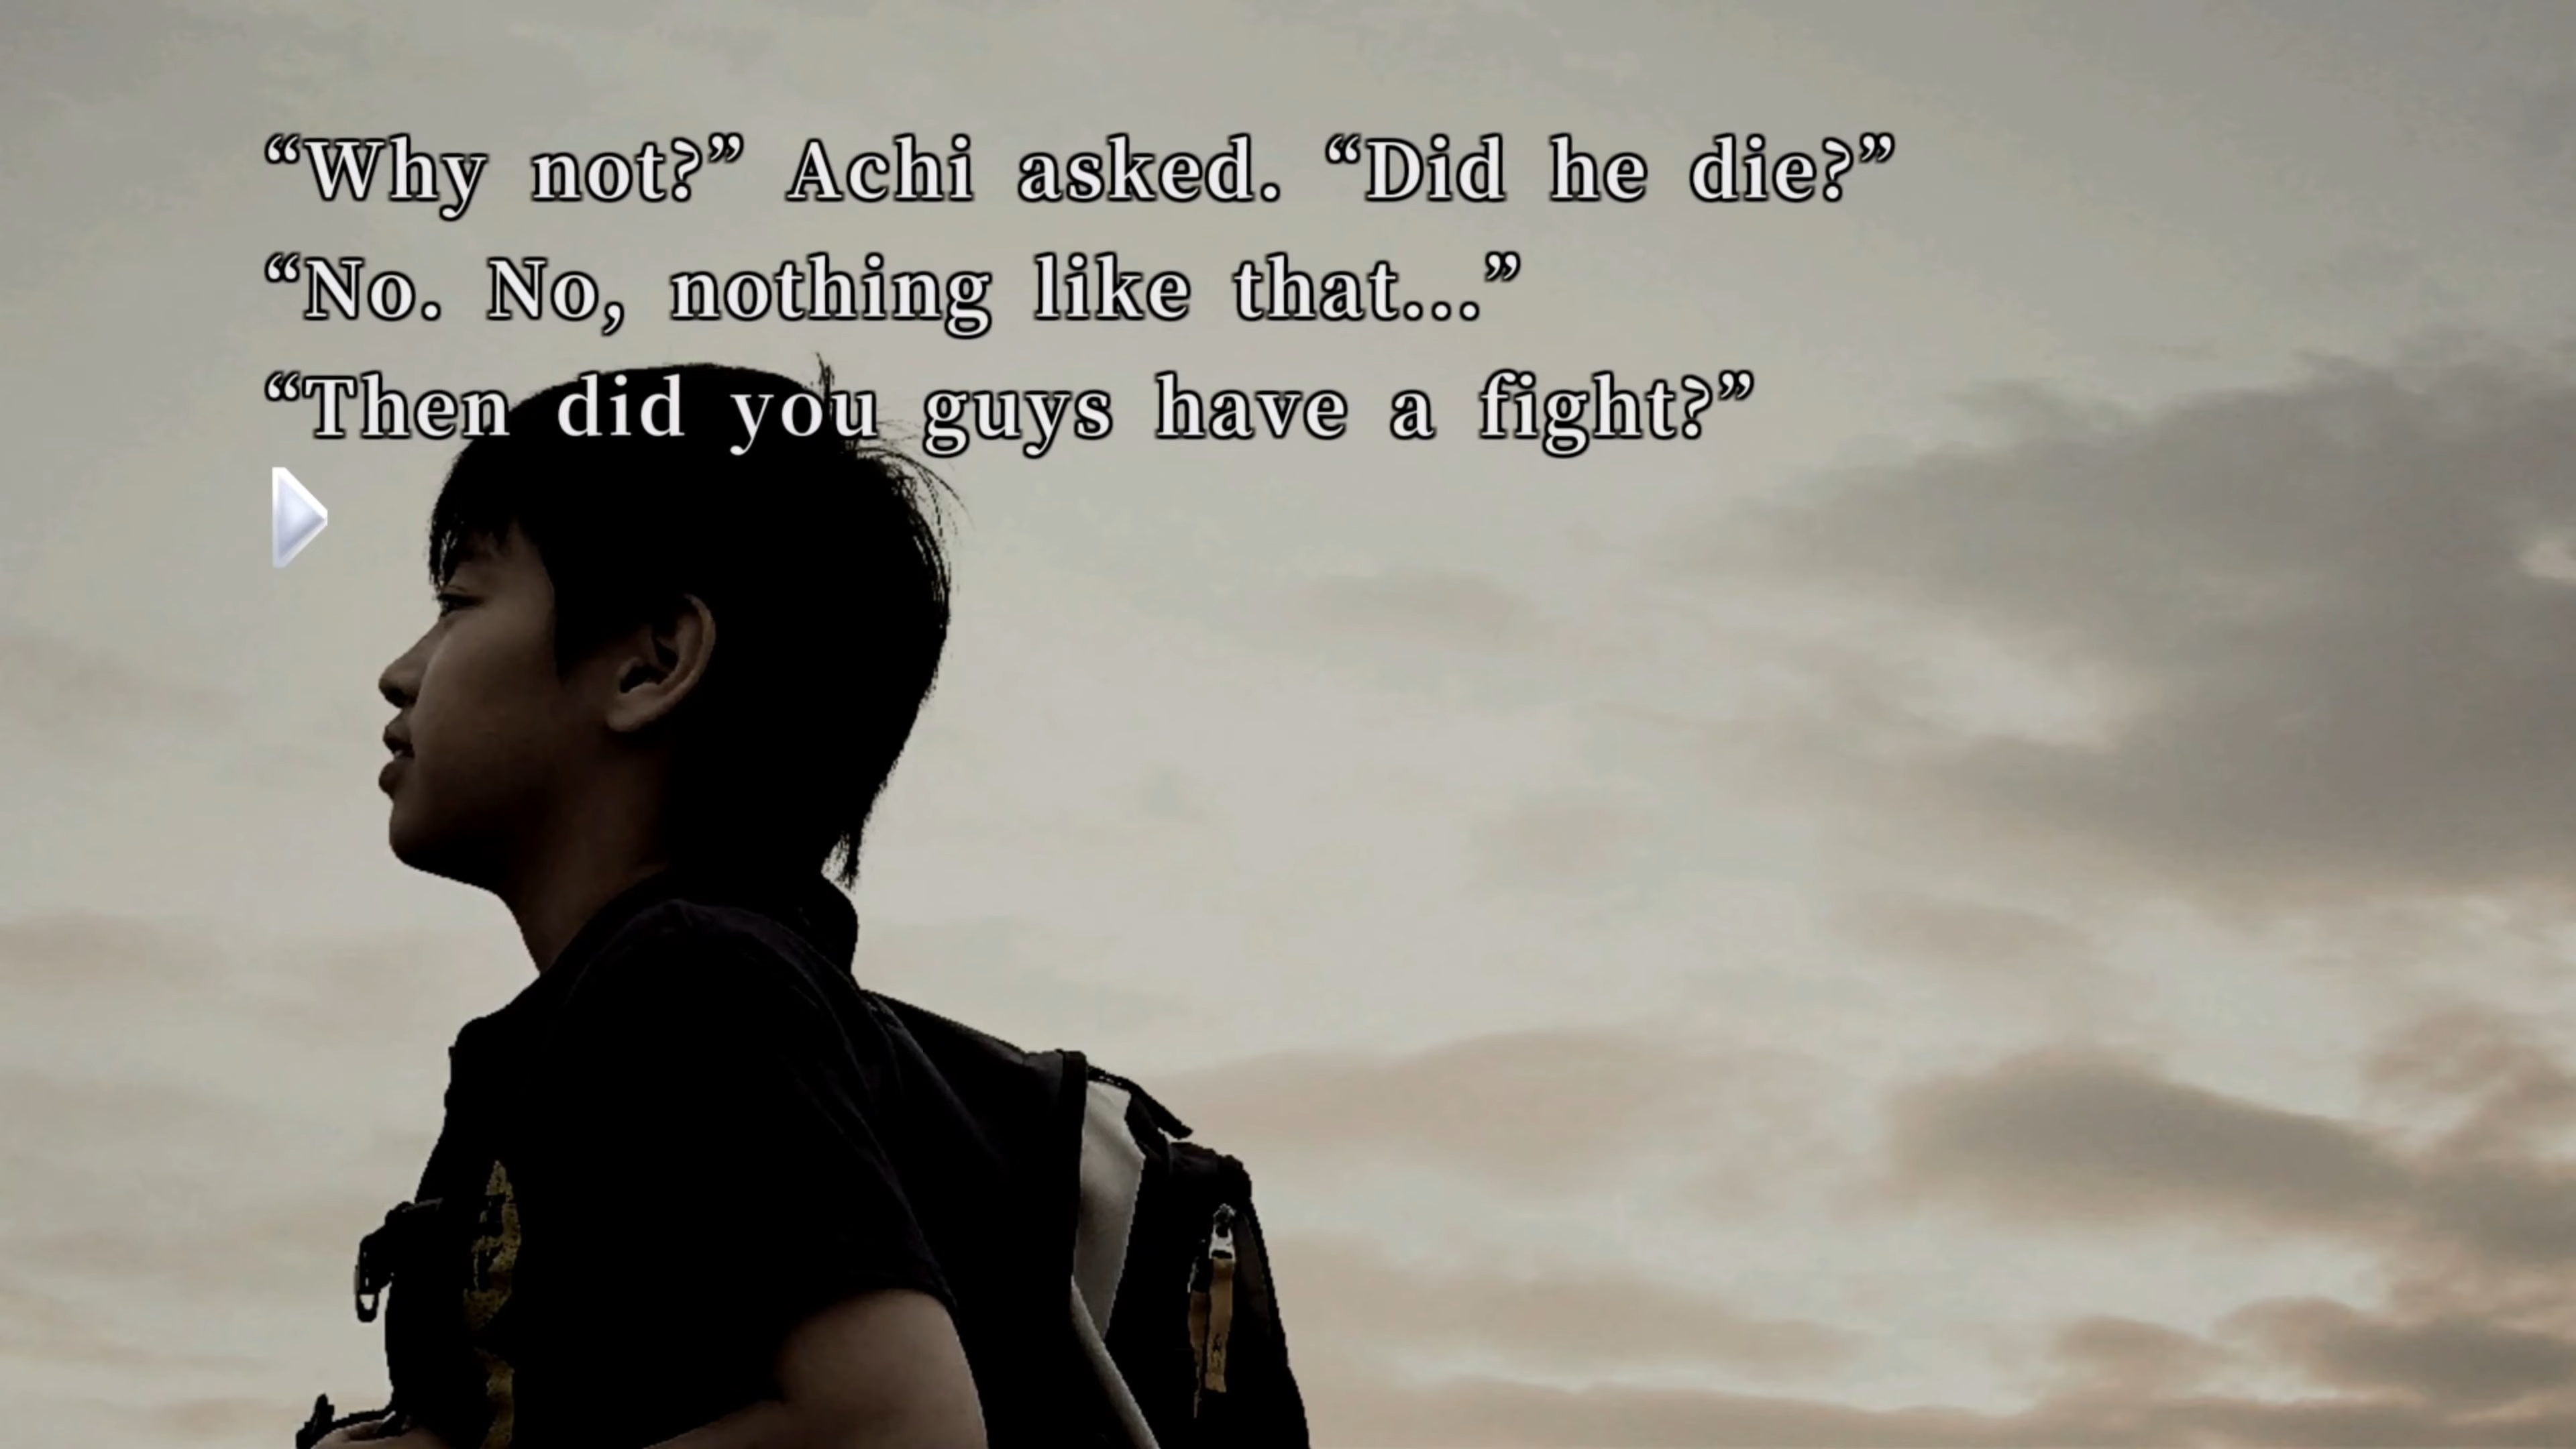 “Why not?” Achi asked. “Did he die?”
“No. No, nothing like that…”
“Then did you guys have a fight?”